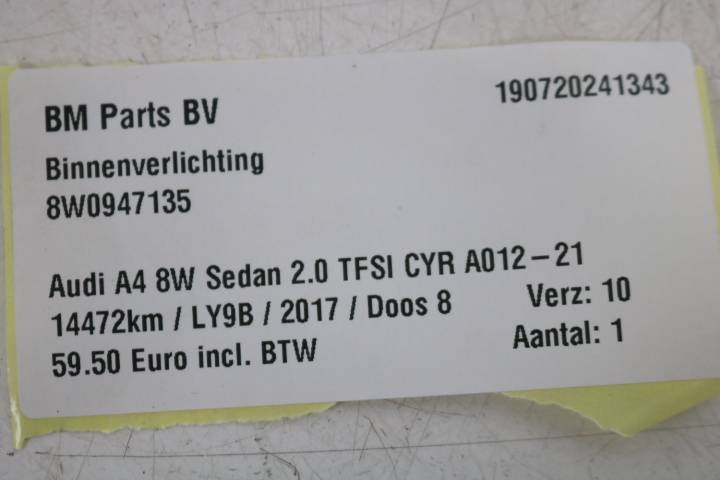 BM Parts BV 190720241343
Binnenverlichting
8W0947135
Audi A4 8W Sedan 2.0 TFSI CYR A012-21
14472km / LY9B / 2017 / Doos 8 Verz: 10
59.50 Euro incl. BTW Aantal: 1